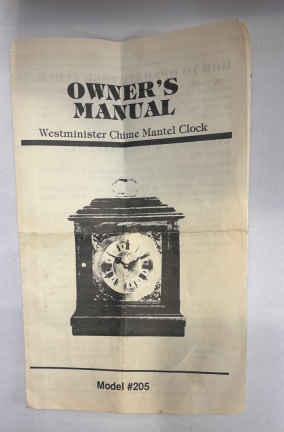 OWNER'S
MANUAL
Westminister Chime Mantel Clock
Model #205